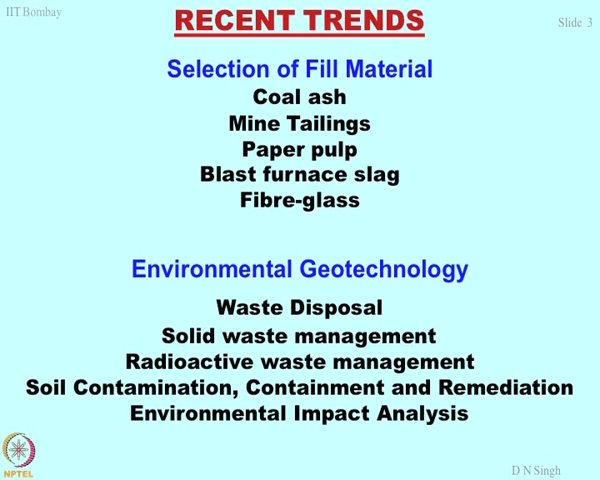 IIT Bombay
Slide 3
RECENT TRENDS
Selection of Fill Material
Coal ash
Mine Tailings
Paper pulp
Blast furnace slag
Fibre-glass
Environmental Geotechnology
Waste Disposal
Solid waste management
Radioactive waste management
Soil Contamination, Containment and Remediation
Environmental Impact Analysis
NPTEL
D N Singh